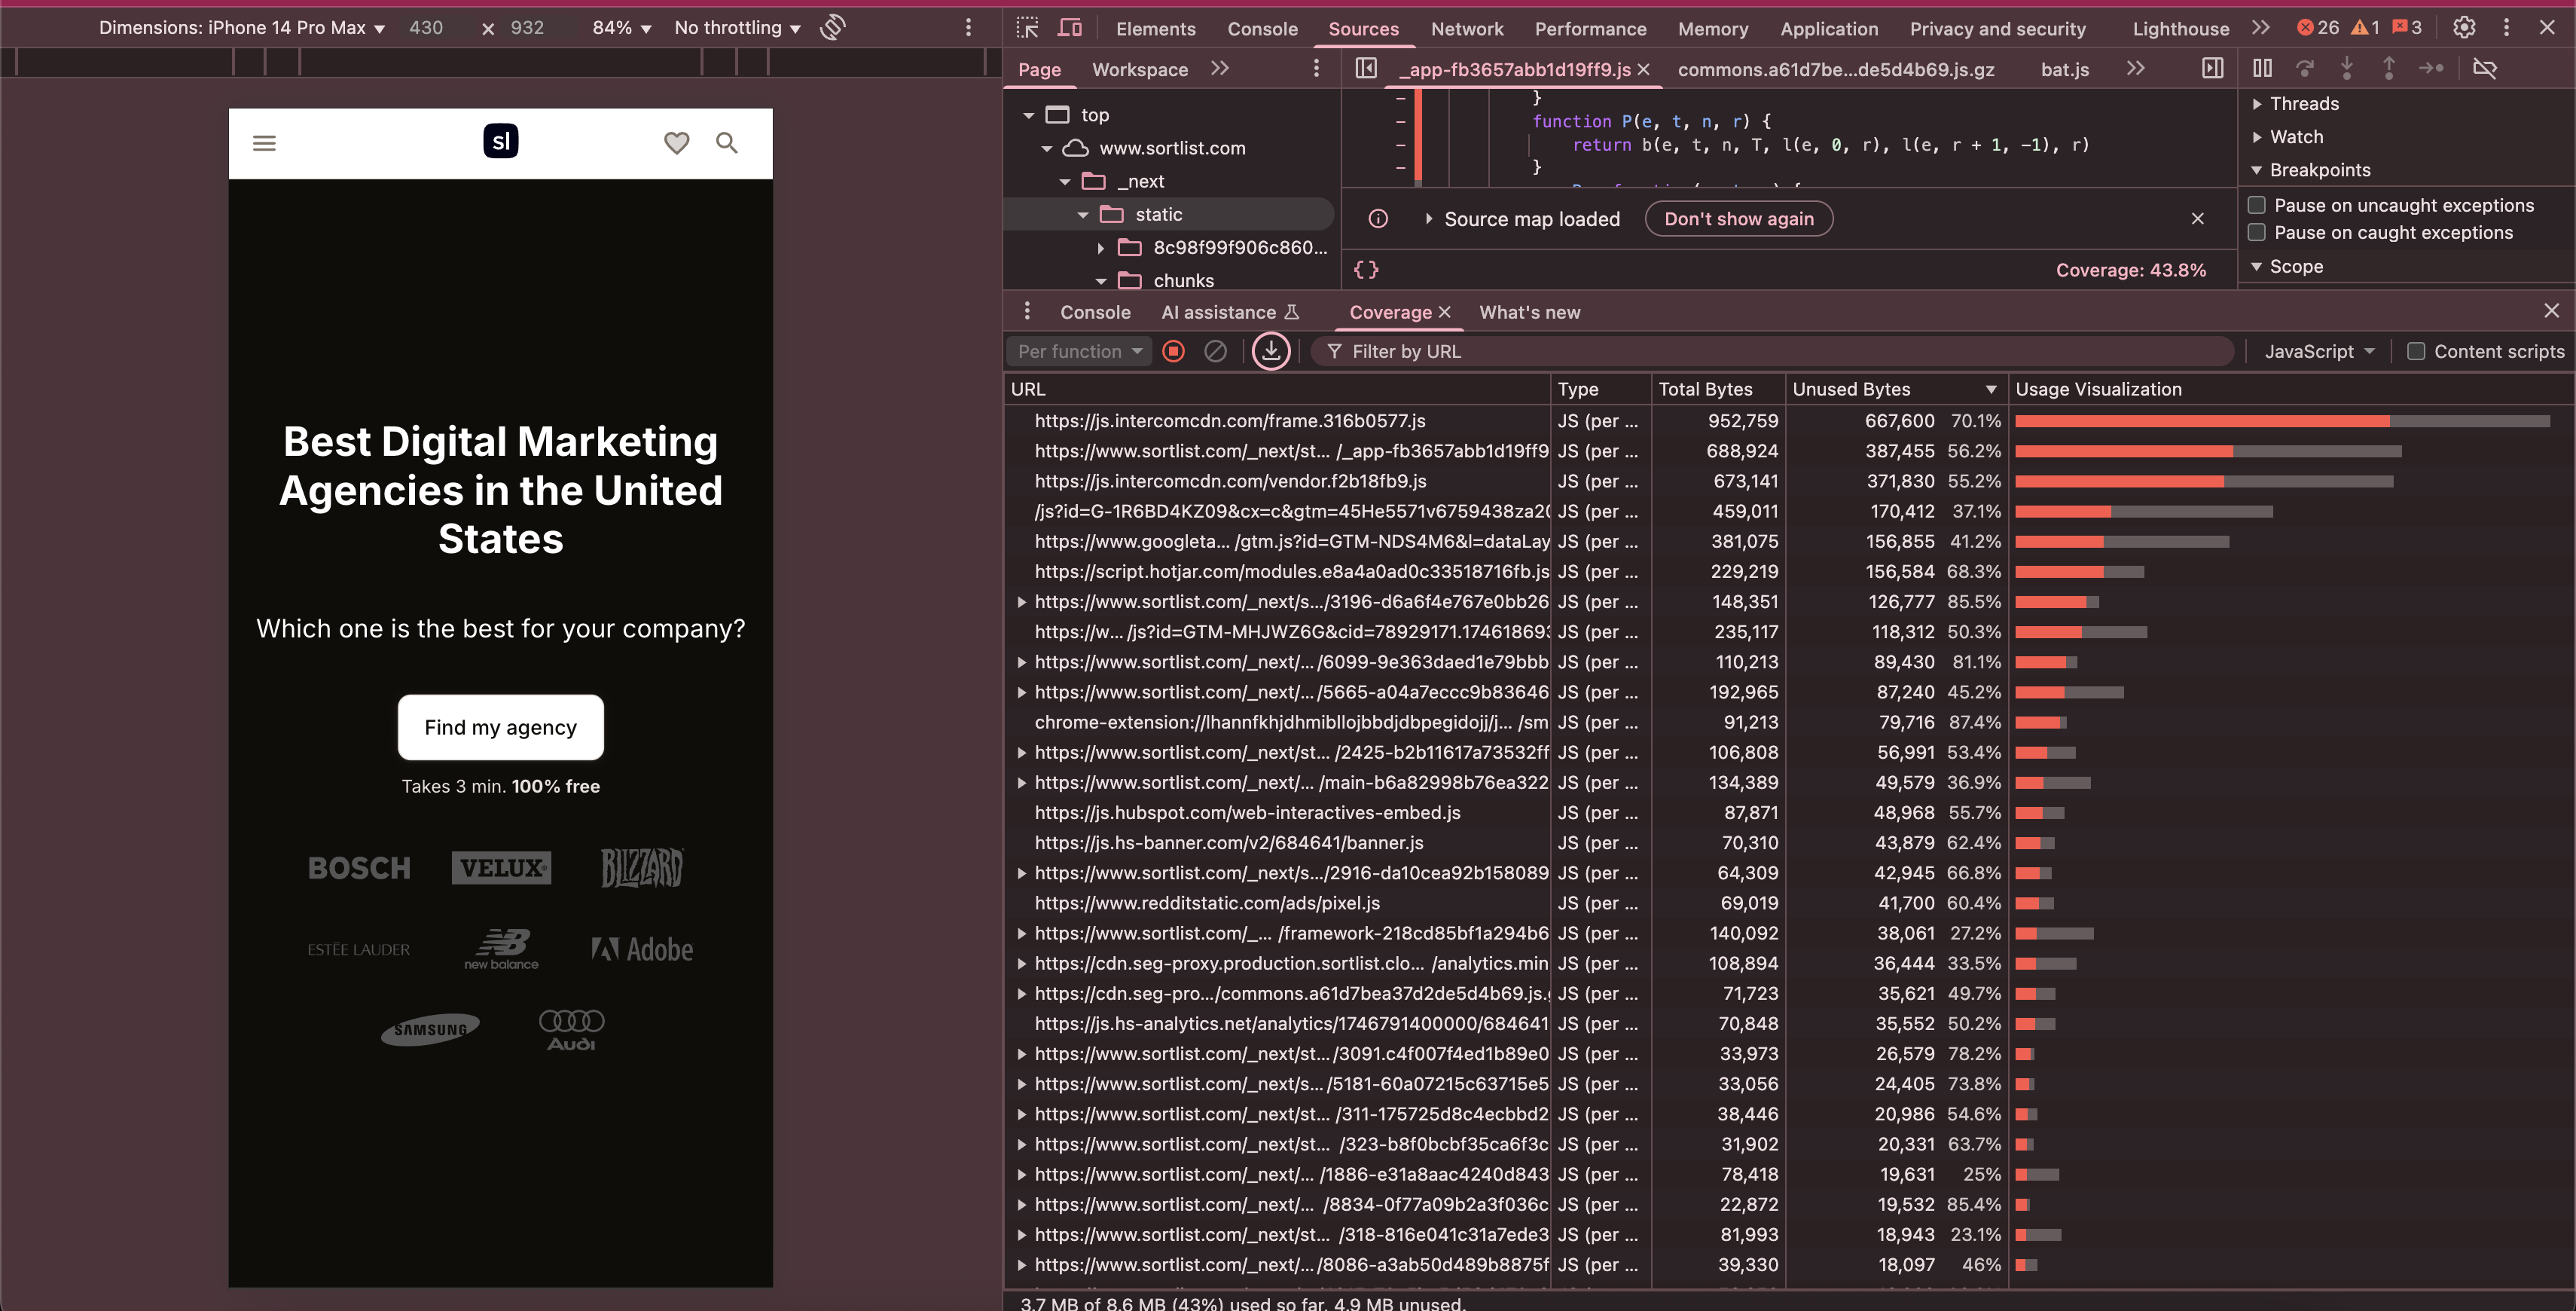 Dimensions: iPhone 14 Pro Max 430 × 932 84% No throttling
sl
Best Digital Marketing
Agencies in the United
States
Which one is the best for your company?
Find my agency
Takes 3 min. 100% free
BOSCH VELUX BLIZZARD
ESTĒE LAUDER new balance Adobe
SAMSUNG Audi
Elements Console Sources Network Performance Memory Application Privacy and security Lighthouse 26 1 3
Page Workspace
top
www.sortlist.com
_next
static
8c98f99f906c860...
chunks
_app-fb3657abb1d19ff9.js commons.a61d7be...de5d4b69.js.gz bat.js
}
function P(e, t, n, r) {
return b(e, t, n, T, l(e, 0, r), l(e, r + 1, -1), r)
}
Source map loaded Don't show again
{ } Coverage: 43.8%
Threads
Watch
Breakpoints
Pause on uncaught exceptions
Pause on caught exceptions
Scope
Console AI assistance Coverage What's new
Per function Filter by URL JavaScript Content scripts
URL Type Total Bytes Unused Bytes Usage Visualization
https://js.intercomcdn.com/frame.316b0577.js JS (per ... 952,759 667,600 70.1%
https://www.sortlist.com/_next/st... /_app-fb3657abb1d19ff9 JS (per ... 688,924 387,455 56.2%
https://js.intercomcdn.com/vendor.f2b18fb9.js JS (per ... 673,141 371,830 55.2%
/js?id=G-1R6BD4KZ09&cx=c&gtm=45He5571v6759438za20 JS (per ... 459,011 170,412 37.1%
https://www.googleta... /gtm.js?id=GTM-NDS4M6&l=dataLay JS (per ... 381,075 156,855 41.2%
https://script.hotjar.com/modules.e8a4a0ad0c33518716fb.js JS (per ... 229,219 156,584 68.3%
https://www.sortlist.com/_next/s.../3196-d6a6f4e767e0bb26 JS (per ... 148,351 126,777 85.5%
https://w... /js?id=GTM-MHJWZ6G&cid=78929171.174618693 JS (per ... 235,117 118,312 50.3%
https://www.sortlist.com/_next/... /6099-9e363daed1e79bbb JS (per ... 110,213 89,430 81.1%
https://www.sortlist.com/_next/... /5665-a04a7eccc9b83646 JS (per ... 192,965 87,240 45.2%
chrome-extension://lhannfkhjdhmibllojbbdjdbpegidojj/j... /sm JS (per ... 91,213 79,716 87.4%
https://www.sortlist.com/_next/st... /2425-b2b11617a73532ff JS (per ... 106,808 56,991 53.4%
https://www.sortlist.com/_next/... /main-b6a82998b76ea322 JS (per ... 134,389 49,579 36.9%
https://js.hubspot.com/web-interactives-embed.js JS (per ... 87,871 48,968 55.7%
https://js.hs-banner.com/v2/684641/banner.js JS (per ... 70,310 43,879 62.4%
https://www.sortlist.com/_next/s.../2916-da10cea92b158089 JS (per ... 64,309 42,945 66.8%
https://www.redditstatic.com/ads/pixel.js JS (per ... 69,019 41,700 60.4%
https://www.sortlist.com/_... /framework-218cd85bf1a294b6 JS (per ... 140,092 38,061 27.2%
https://cdn.seg-proxy.production.sortlist.clo... /analytics.min JS (per ... 108,894 36,444 33.5%
https://cdn.seg-pro.../commons.a61d7bea37d2de5d4b69.js. JS (per ... 71,723 35,621 49.7%
https://js.hs-analytics.net/analytics/1746791400000/684641 JS (per ... 70,848 35,552 50.2%
https://www.sortlist.com/_next/st... /3091.c4f007f4ed1b89e0 JS (per ... 33,973 26,579 78.2%
https://www.sortlist.com/_next/s... /5181-60a07215c63715e5 JS (per ... 33,056 24,405 73.8%
https://www.sortlist.com/_next/st... /311-175725d8c4ecbbd2 JS (per ... 38,446 20,986 54.6%
https://www.sortlist.com/_next/st... /323-b8f0bcbf35ca6f3c JS (per ... 31,902 20,331 63.7%
https://www.sortlist.com/_next/... /1886-e31a8aac4240d843 JS (per ... 78,418 19,631 25%
https://www.sortlist.com/_next/... /8834-0f77a09b2a3f036c JS (per ... 22,872 19,532 85.4%
https://www.sortlist.com/_next/st... /318-816e041c31a7ede3 JS (per ... 81,993 18,943 23.1%
https://www.sortlist.com/_next/.../8086-a3ab50d489b8875f JS (per ... 39,330 18,097 46%
3.7 MB of 8.6 MB (43%) used so far, 4.9 MB unused.